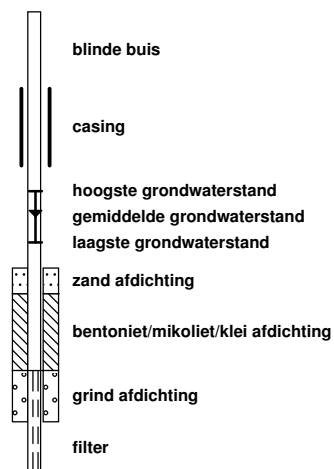 blinde buis
casing
hoogste grondwaterstand
gemiddelde grondwaterstand
laagste grondwaterstand
zand afdichting
bentoniet/mikoliet/klei afdichting
grind afdichting
filter